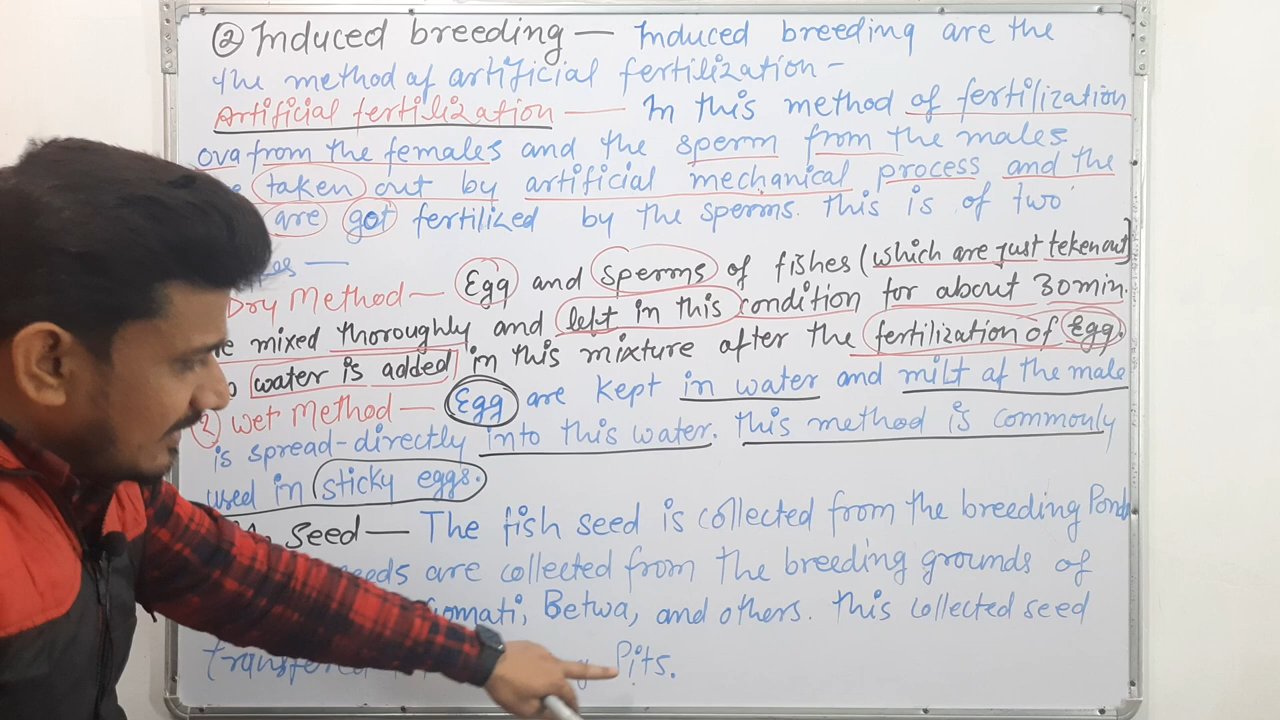 ② Induced breeding — Induced breeding are the
the method of artificial fertilization –
Artificial fertilization — In this method of fertilization
ova from the females and the sperm from the males
taken out by artificial mechanical process and the
are got fertilized by the sperms. This is of two
Dry Method — Egg and sperms of fishes (which are just teken out)
mixed thoroughly and left in this condition for about 30min.
water is added in this mixture after the fertilization of Egg.
② Wet Method — Egg are kept in water and milt of the male
is spread-directly into this water. This method is commonly
used in sticky eggs.
Seed — The fish seed is collected from the breeding Ponds
are collected from the breeding grounds of
Gomati, Betwa, and others. This collected seed
Pits.